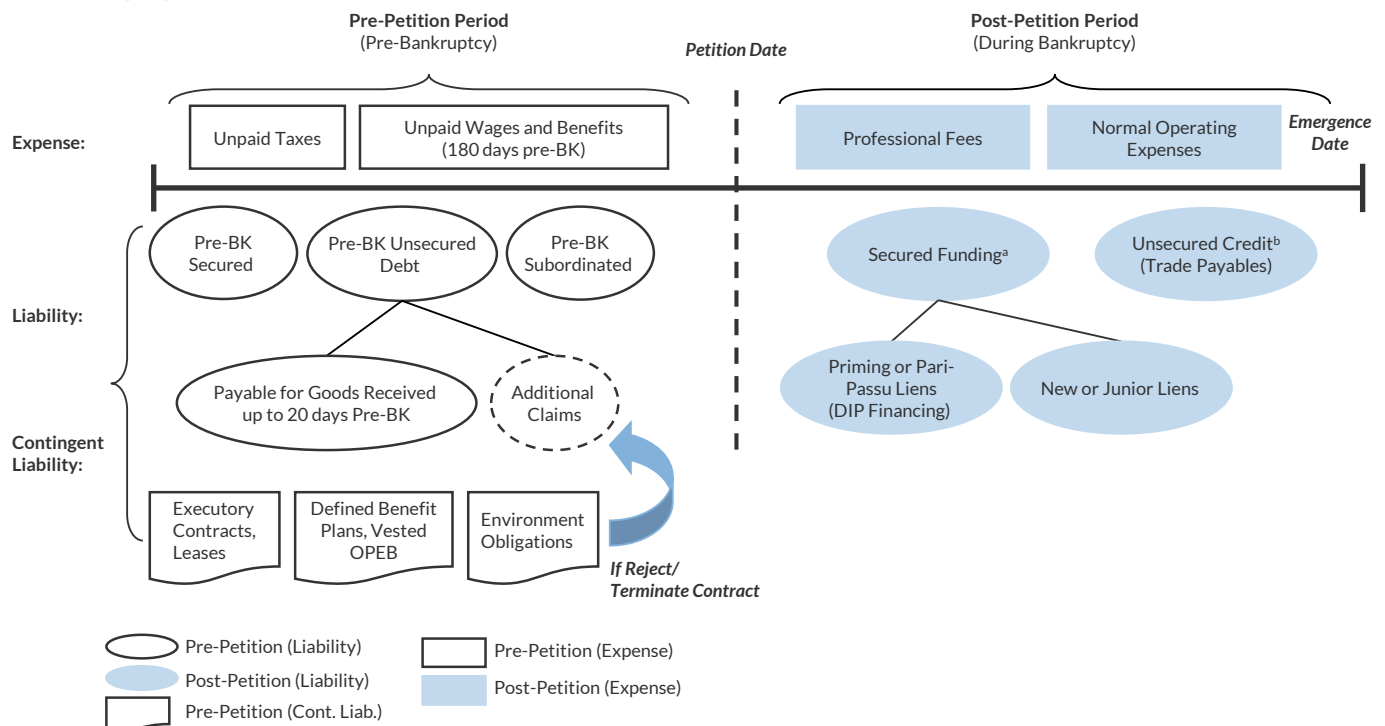 Pre-Petition Period
(Pre-Bankruptcy)
Petition Date
Post-Petition Period
(During Bankruptcy)
Expense:
Unpaid Taxes
Unpaid Wages and Benefits
(180 days pre-BK)
Professional Fees
Normal Operating
Expenses
Emergence
Date
Pre-BK
Secured
Pre-BK Unsecured
Debt
Pre-BK
Subordinated
Secured Fundingᵃ
Unsecured Creditᵇ
(Trade Payables)
Liability:
Payable for Goods Received
up to 20 days Pre-BK
Additional
Claims
Priming or Pari-
Passu Liens
(DIP Financing)
New or Junior Liens
Contingent
Liability:
Executory
Contracts,
Leases
Defined Benefit
Plans, Vested
OPEB
Environment
Obligations
If Reject/
Terminate Contract
Pre-Petition (Liability)
Pre-Petition (Expense)
Post-Petition (Liability)
Post-Petition (Expense)
Pre-Petition (Cont. Liab.)